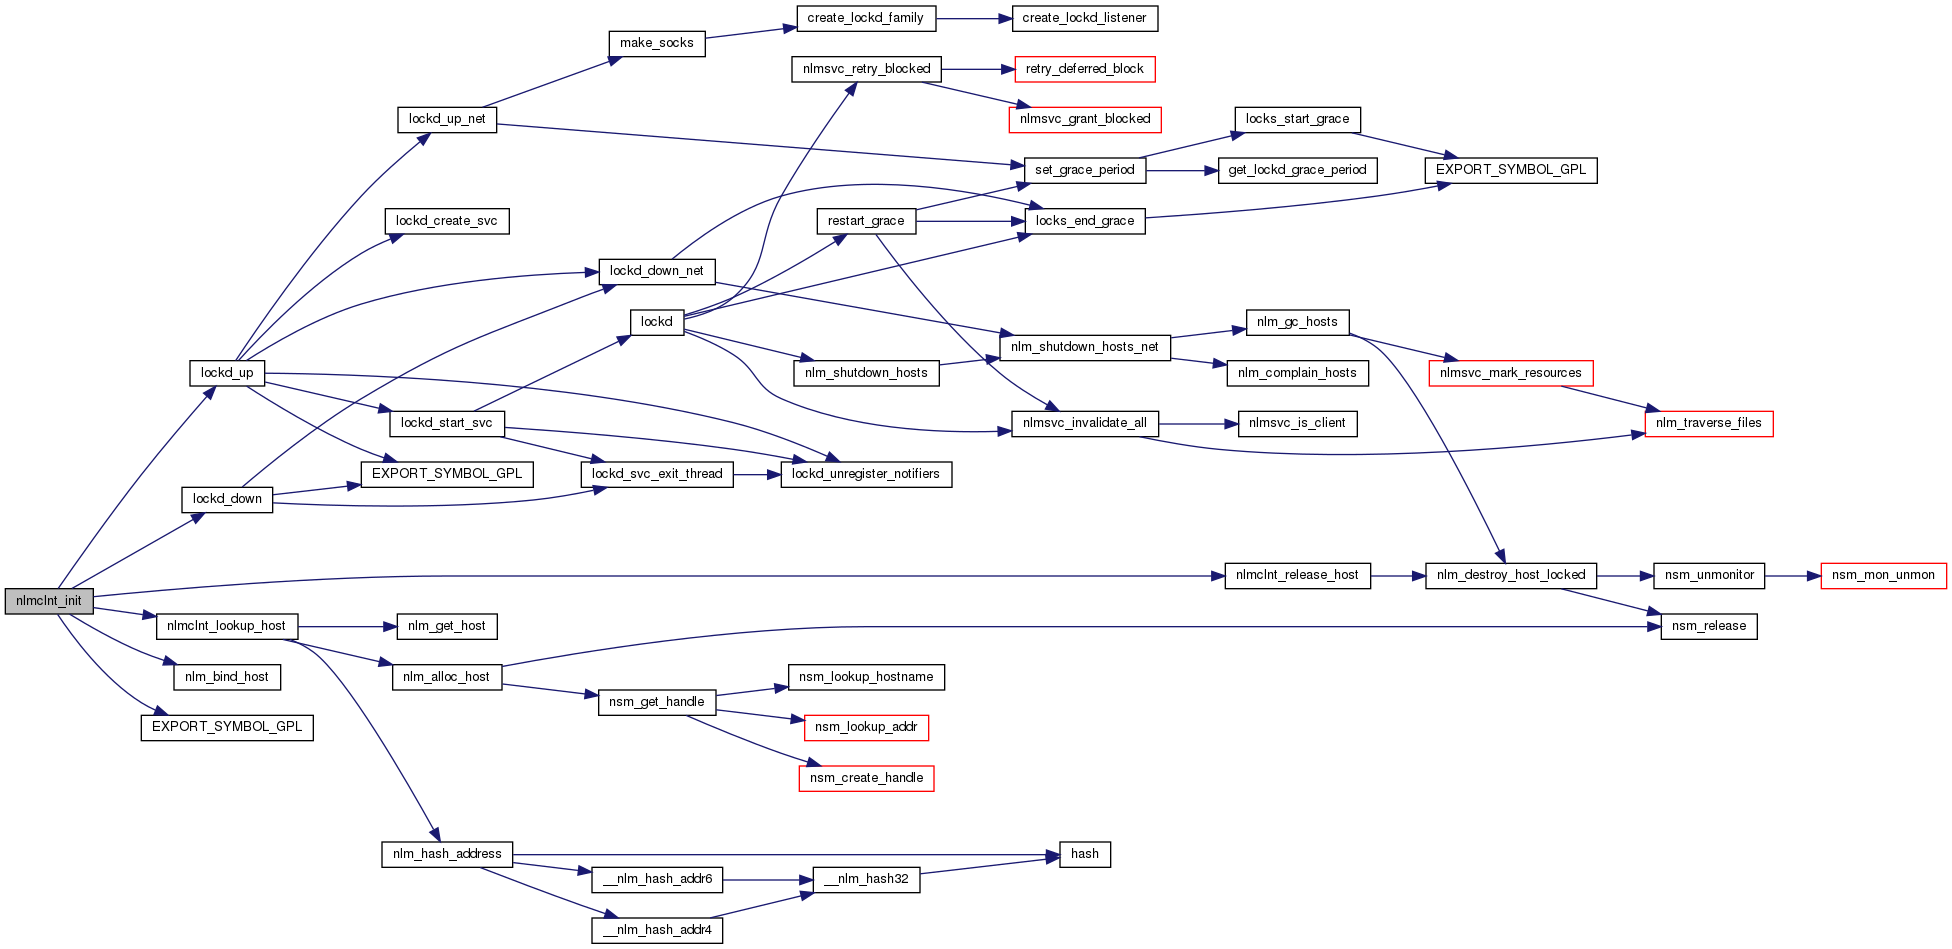 create_lockd_family
create_lockd_listener
make_socks
nlmsvc_retry_blocked
retry_deferred_block
lockd_up_net
nlmsvc_grant_blocked
locks_start_grace
set_grace_period
get_lockd_grace_period
EXPORT_SYMBOL_GPL
lockd_create_svc
restart_grace
locks_end_grace
lockd_down_net
lockd
nlm_gc_hosts
nlm_shutdown_hosts_net
lockd_up
nlm_shutdown_hosts
nlm_complain_hosts
nlmsvc_mark_resources
lockd_start_svc
nlmsvc_invalidate_all
nlmsvc_is_client
nlm_traverse_files
EXPORT_SYMBOL_GPL
lockd_svc_exit_thread
lockd_unregister_notifiers
lockd_down
nlmclnt_release_host
nlm_destroy_host_locked
nsm_unmonitor
nsm_mon_unmon
nlmclnt_init
nlmclnt_lookup_host
nlm_get_host
nsm_release
nlm_bind_host
nlm_alloc_host
nsm_lookup_hostname
nsm_get_handle
EXPORT_SYMBOL_GPL
nsm_lookup_addr
nsm_create_handle
nlm_hash_address
hash
__nlm_hash_addr6
__nlm_hash32
__nlm_hash_addr4